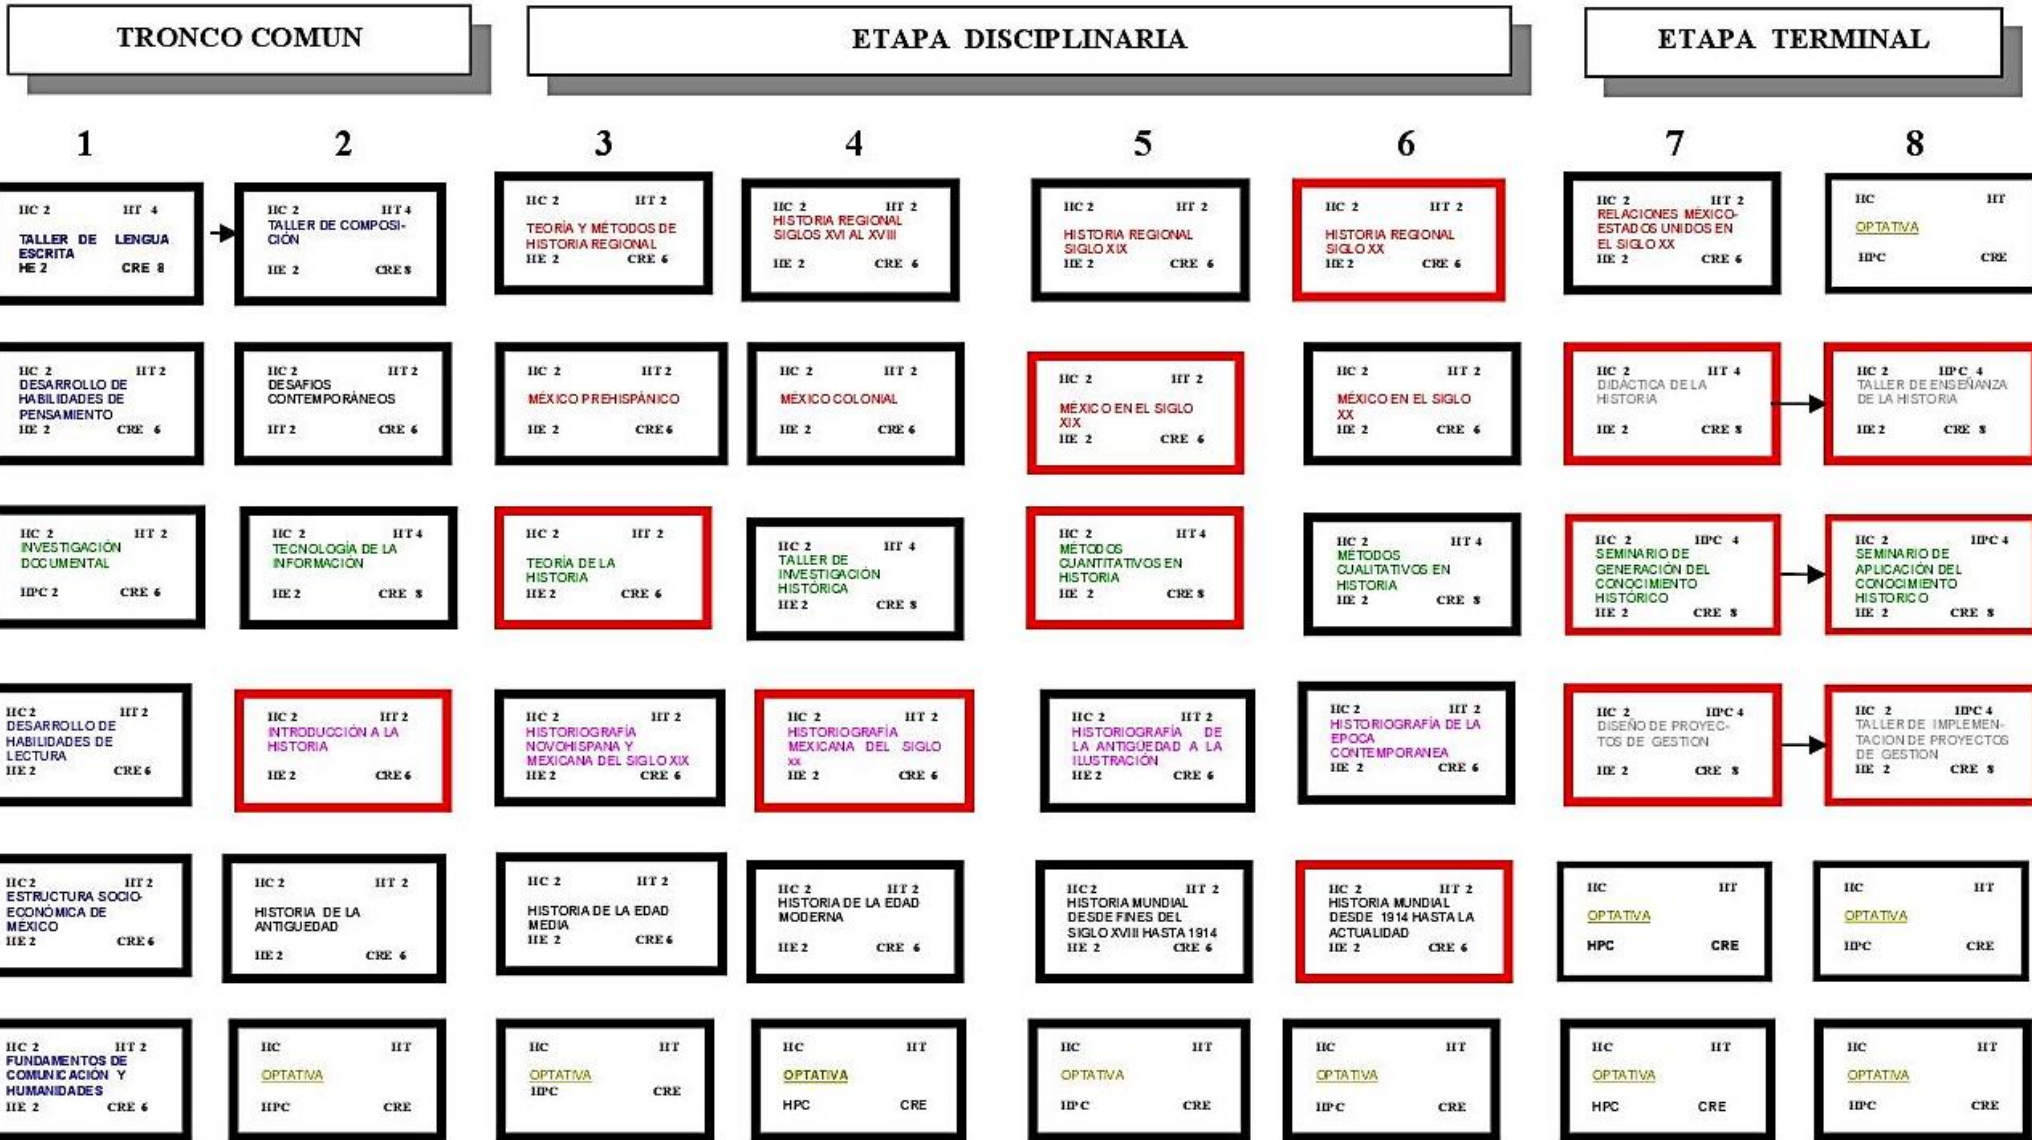 TRONCO COMUN
ETAPA DISCIPLINARIA
ETAPA TERMINAL
1 2 3 4 5 6 7 8
HC 2 HT 4
TALLER DE LENGUA
ESCRITA
HE 2 CRE 8
HC 2 HT 4
TALLER DE COMPOSI-
CIÓN
HE 2 CRE 8
HC 2 HT 2
TEORÍA Y MÉTODOS DE
HISTORIA REGIONAL
HE 2 CRE 6
HC 2 HT 2
HISTORIA REGIONAL
SIGLOS XVI AL XVIII
HE 2 CRE 6
HC 2 HT 2
HISTORIA REGIONAL
SIGLO XIX
HE 2 CRE 6
HC 2 HT 2
HISTORIA REGIONAL
SIGLO XX
HE 2 CRE 6
HC 2 HT 2
RELACIONES MÉXICO-
ESTADOS UNIDOS EN
EL SIGLO XX
HE 2 CRE 6
HC HT
OPTATIVA
HPC CRE
HC 2 HT 2
DESARROLLO DE
HABILIDADES DE
PENSAMIENTO
HE 2 CRE 6
HC 2 HT 2
DESAFIOS
CONTEMPORÁNEOS
HT 2 CRE 6
HC 2 HT 2
MÉXICO PREHISPÁNICO
HE 2 CRE 6
HC 2 HT 2
MÉXICO COLONIAL
HE 2 CRE 6
HC 2 HT 2
MÉXICO EN EL SIGLO
XIX
HE 2 CRE 6
HC 2 HT 2
MÉXICO EN EL SIGLO
XX
HE 2 CRE 6
HC 2 HT 4
DIDÁCTICA DE LA
HISTORIA
HE 2 CRE 8
HC 2 HPC 4
TALLER DE ENSEÑANZA
DE LA HISTORIA
HE 2 CRE 8
HC 2 HT 2
INVESTIGACIÓN
DOCUMENTAL
HPC 2 CRE 6
HC 2 HT 4
TECNOLOGÍA DE LA
INFORMACIÓN
HE 2 CRE 8
HC 2 HT 2
TEORÍA DE LA
HISTORIA
HE 2 CRE 6
HC 2 HT 4
TALLER DE
INVESTIGACIÓN
HISTÓRICA
HE 2 CRE 8
HC 2 HT 4
MÉTODOS
CUANTITATIVOS EN
HISTORIA
HE 2 CRE 8
HC 2 HT 4
MÉTODOS
CUALITATIVOS EN
HISTORIA
HE 2 CRE 8
HC 2 HPC 4
SEMINARIO DE
GENERACIÓN DEL
CONOCIMIENTO
HISTÓRICO
HE 2 CRE 8
HC 2 HPC 4
SEMINARIO DE
APLICACIÓN DEL
CONOCIMIENTO
HISTORICO
HE 2 CRE 8
HC 2 HT 2
DESARROLLO DE
HABILIDADES DE
LECTURA
HE 2 CRE 6
HC 2 HT 2
INTRODUCCIÓN A LA
HISTORIA
HE 2 CRE 6
HC 2 HT 2
HISTORIOGRAFÍA
NOVOHISPANA Y
MEXICANA DEL SIGLO XIX
HE 2 CRE 6
HC 2 HT 2
HISTORIOGRAFÍA
MEXICANA DEL SIGLO
XX
HE 2 CRE 6
HC 2 HT 2
HISTORIOGRAFÍA DE
LA ANTIGÜEDAD A LA
ILUSTRACIÓN
HE 2 CRE 6
HC 2 HT 2
HISTORIOGRAFÍA DE LA
EPOCA
CONTEMPORANEA
HE 2 CRE 6
HC 2 HPC 4
DISEÑO DE PROYEC-
TOS DE GESTION
HE 2 CRE 8
HC 2 HPC 4
TALLER DE IMPLEMEN-
TACION DE PROYECTOS
DE GESTIÓN
HE 2 CRE 8
HC 2 HT 2
ESTRUCTURA SOCIO-
ECONÓMICA DE
MÉXICO
HE 2 CRE 6
HC 2 HT 2
HISTORIA DE LA
ANTIGUEDAD
HE 2 CRE 6
HC 2 HT 2
HISTORIA DE LA EDAD
MEDIA
HE 2 CRE 6
HC 2 HT 2
HISTORIA DE LA EDAD
MODERNA
HE 2 CRE 6
HC 2 HT 2
HISTORIA MUNDIAL
DESDE FINES DEL
SIGLO XVIII HASTA 1914
HE 2 CRE 6
HC 2 HT 2
HISTORIA MUNDIAL
DESDE 1914 HASTA LA
ACTUALIDAD
HE 2 CRE 6
HC HT
OPTATIVA
HPC CRE
HC HT
OPTATIVA
HPC CRE
HC 2 HT 2
FUNDAMENTOS DE
COMUNICACIÓN Y
HUMANIDADES
HE 2 CRE 6
HC HT
OPTATIVA
HPC CRE
HC HT
OPTATIVA
HPC CRE
HC HT
OPTATIVA
HPC CRE
HC HT
OPTATIVA
HPC CRE
HC HT
OPTATIVA
HPC CRE
HC HT
OPTATIVA
HPC CRE
HC HT
OPTATIVA
HPC CRE